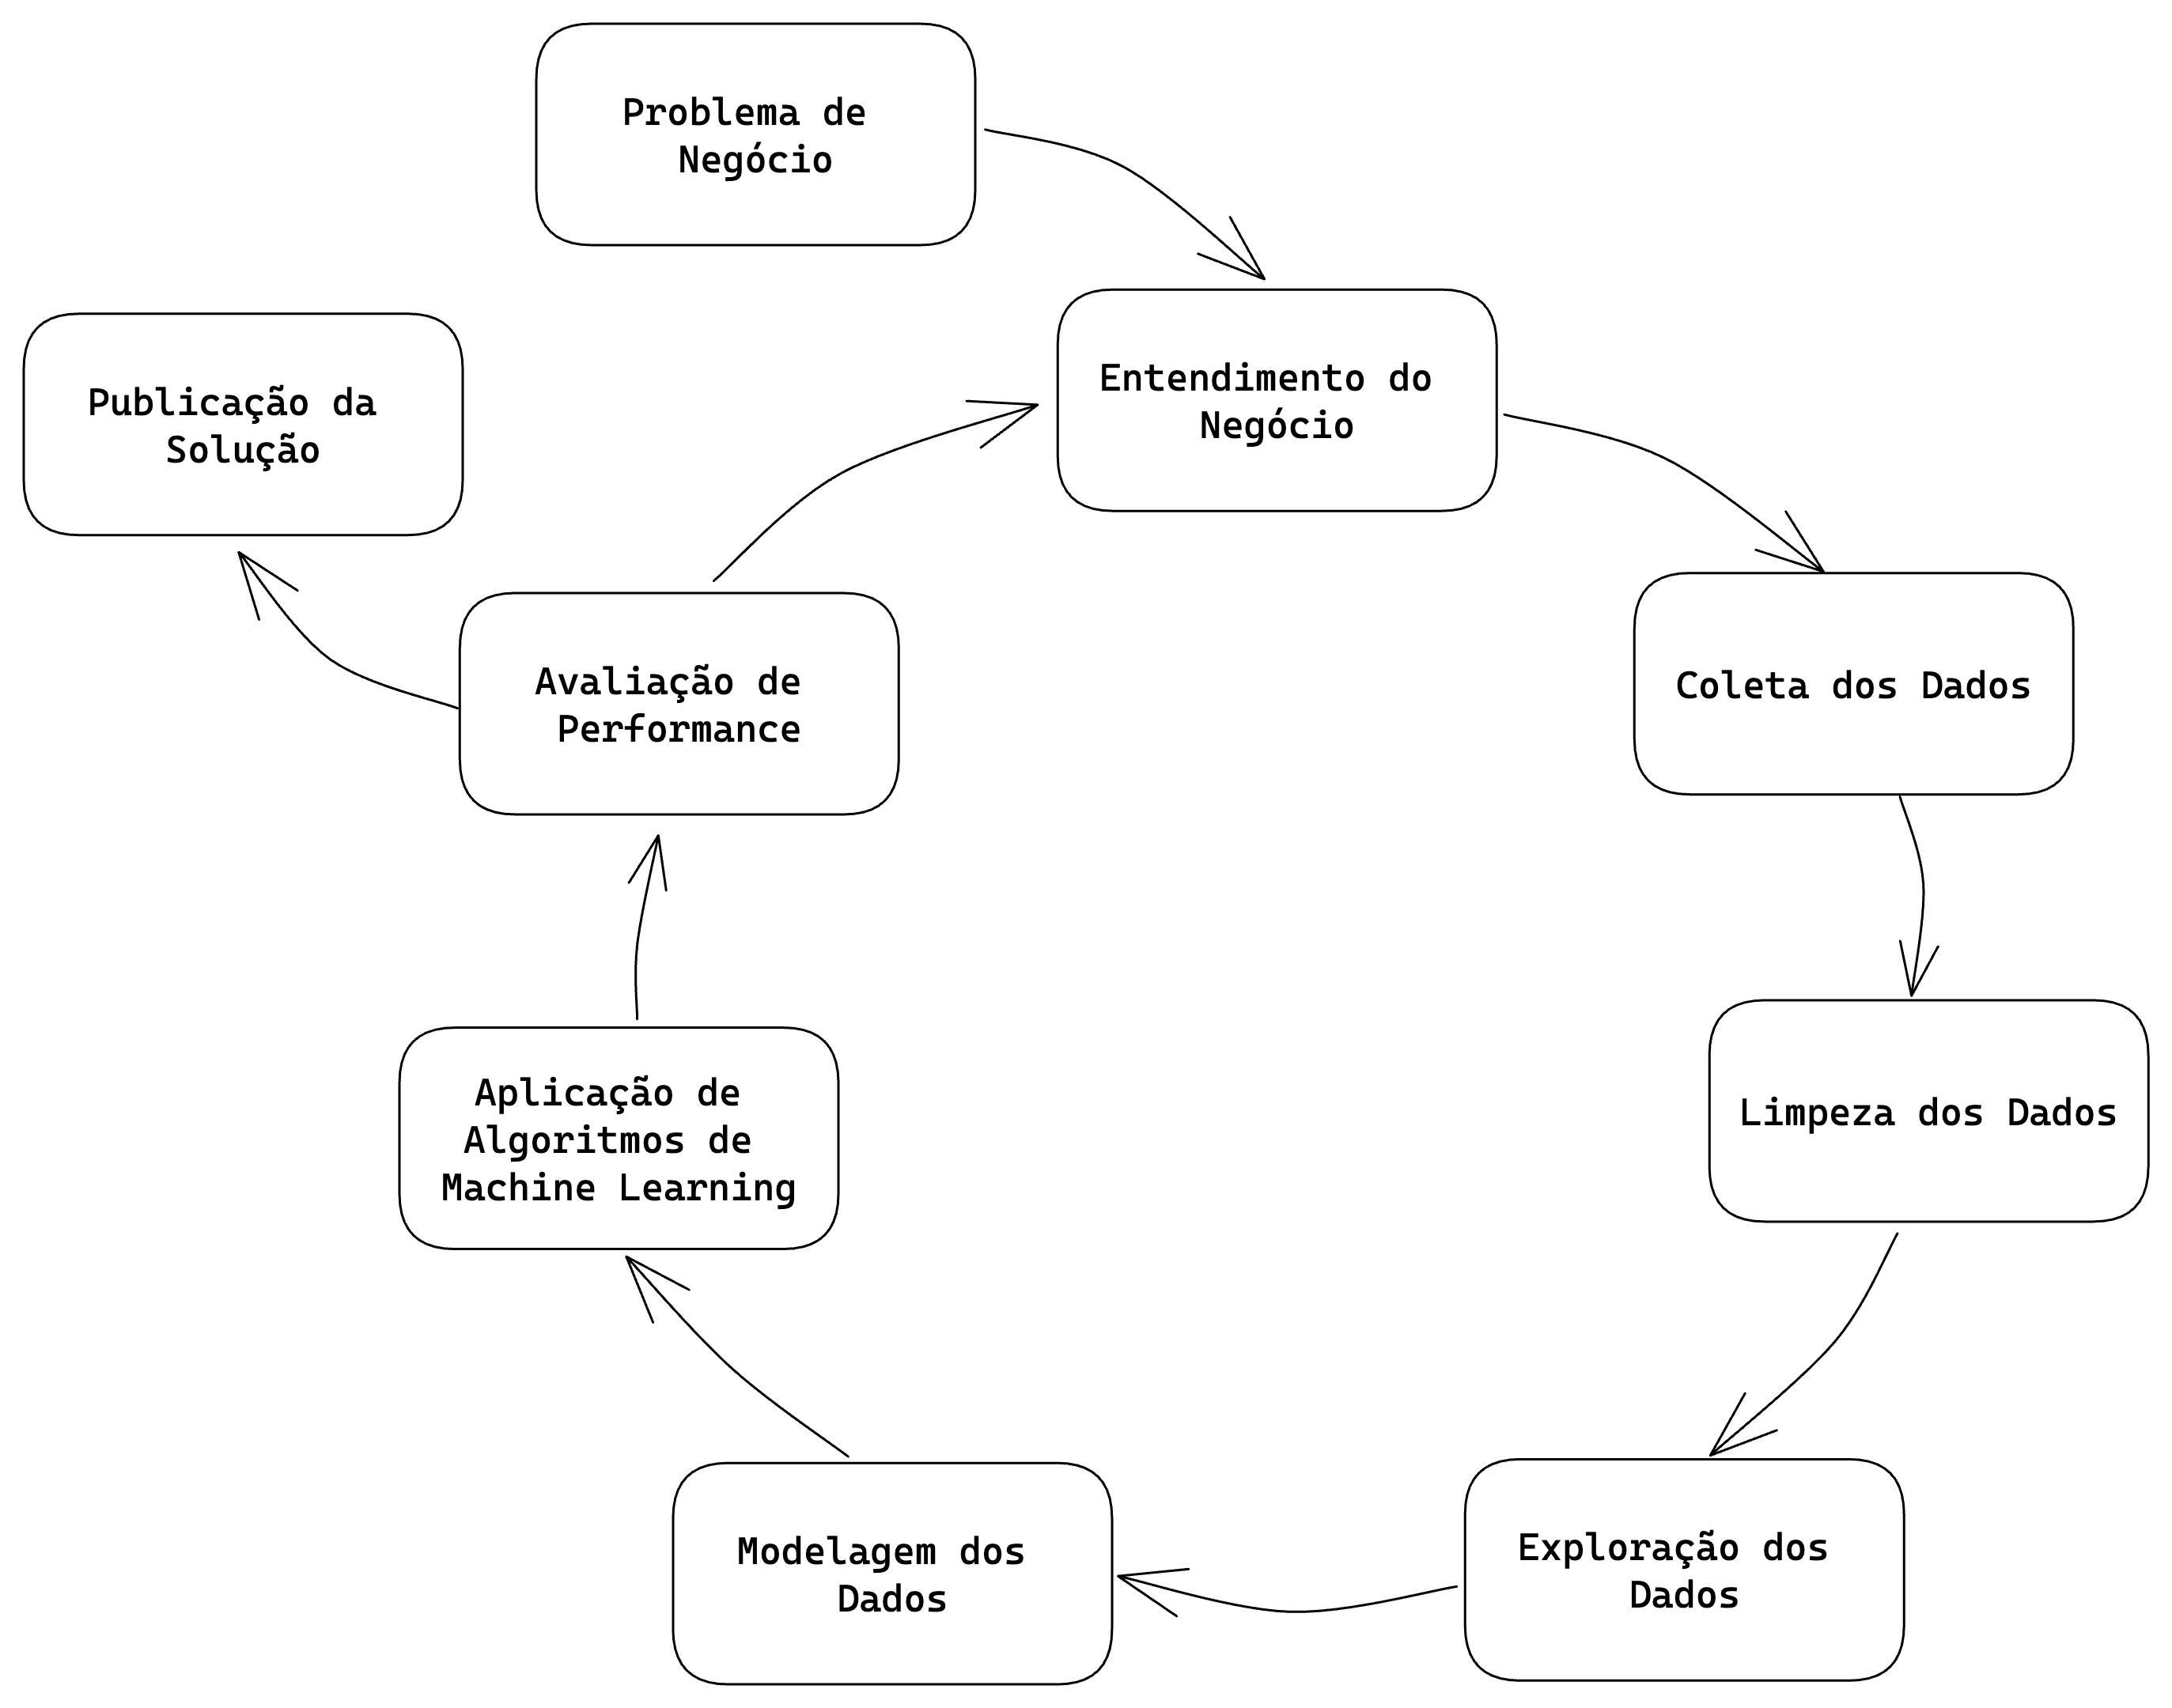 Problema de
Negócio
Entendimento do
Negócio
Publicação da
Solução
Avaliação de
Performance
Coleta dos Dados
Aplicação de
Algoritmos de
Machine Learning
Limpeza dos Dados
Modelagem dos
Dados
Exploração dos
Dados